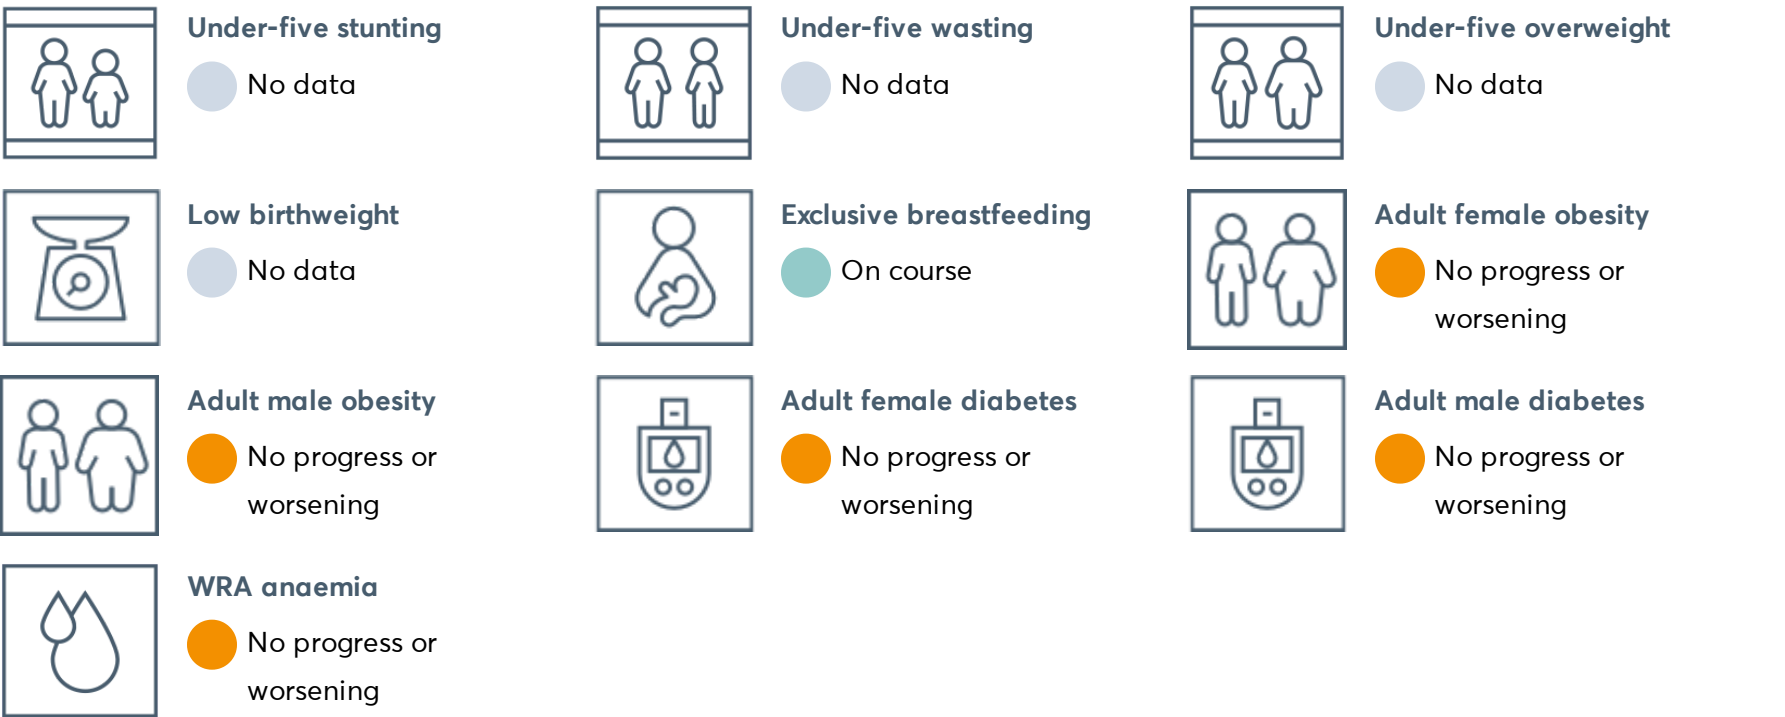 Under-five stunting
No data
Under-five wasting
No data
Under-five overweight
No data
Low birthweight
No data
Exclusive breastfeeding
On course
Adult female obesity
No progress or
worsening
Adult male obesity
No progress or
worsening
Adult female diabetes
No progress or
worsening
Adult male diabetes
No progress or
worsening
WRA anaemia
No progress or
worsening